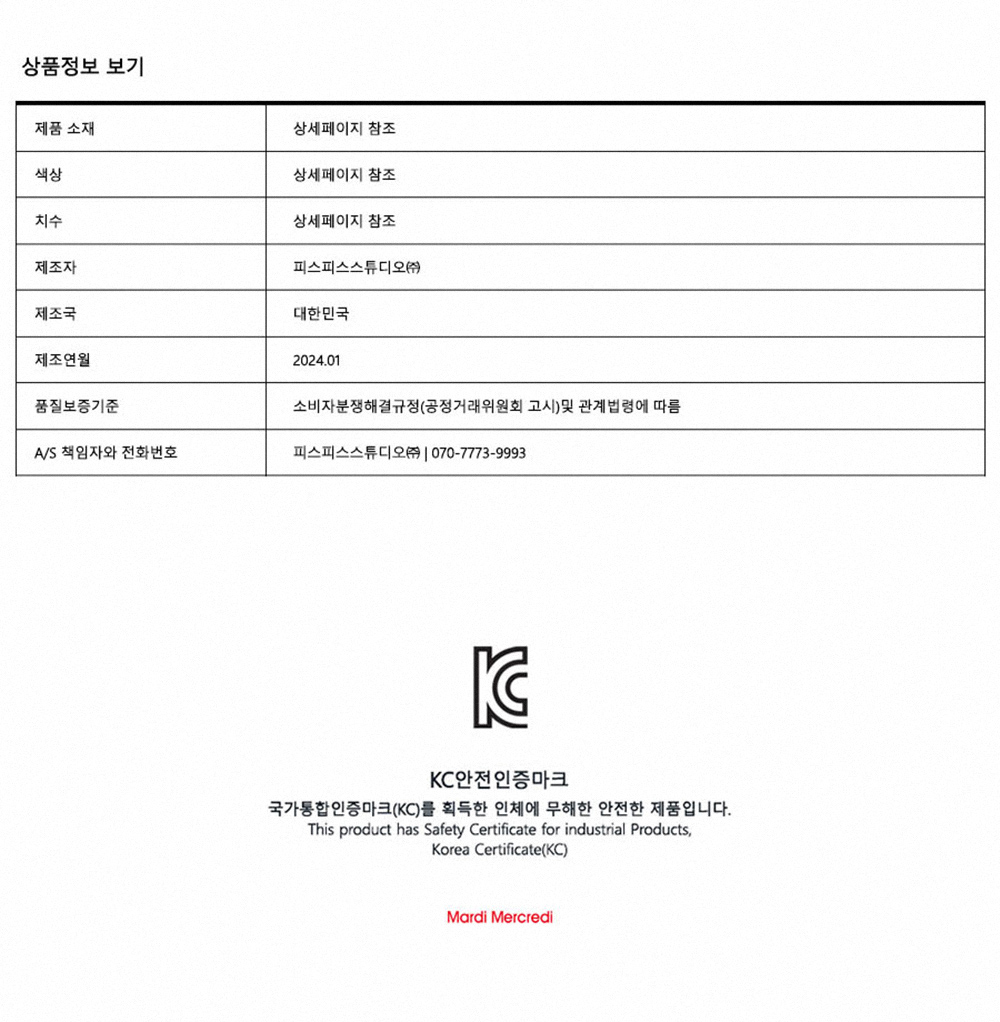 상품정보 보기
제품 소재 상세페이지 참조
색상 상세페이지 참조
치수 상세페이지 참조
제조자 피스피스스튜디오㈜
제조국 대한민국
제조연월 2024.01
품질보증기준 소비자분쟁해결규정(공정거래위원회 고시)및 관계법령에 따름
A/S 책임자와 전화번호 피스피스스튜디오㈜ | 070-7773-9993
KC
KC안전인증마크
국가통합인증마크(KC)를 획득한 인체에 무해한 안전한 제품입니다.
This product has Safety Certificate for industrial Products,
Korea Certificate(KC)
Mardi Mercredi